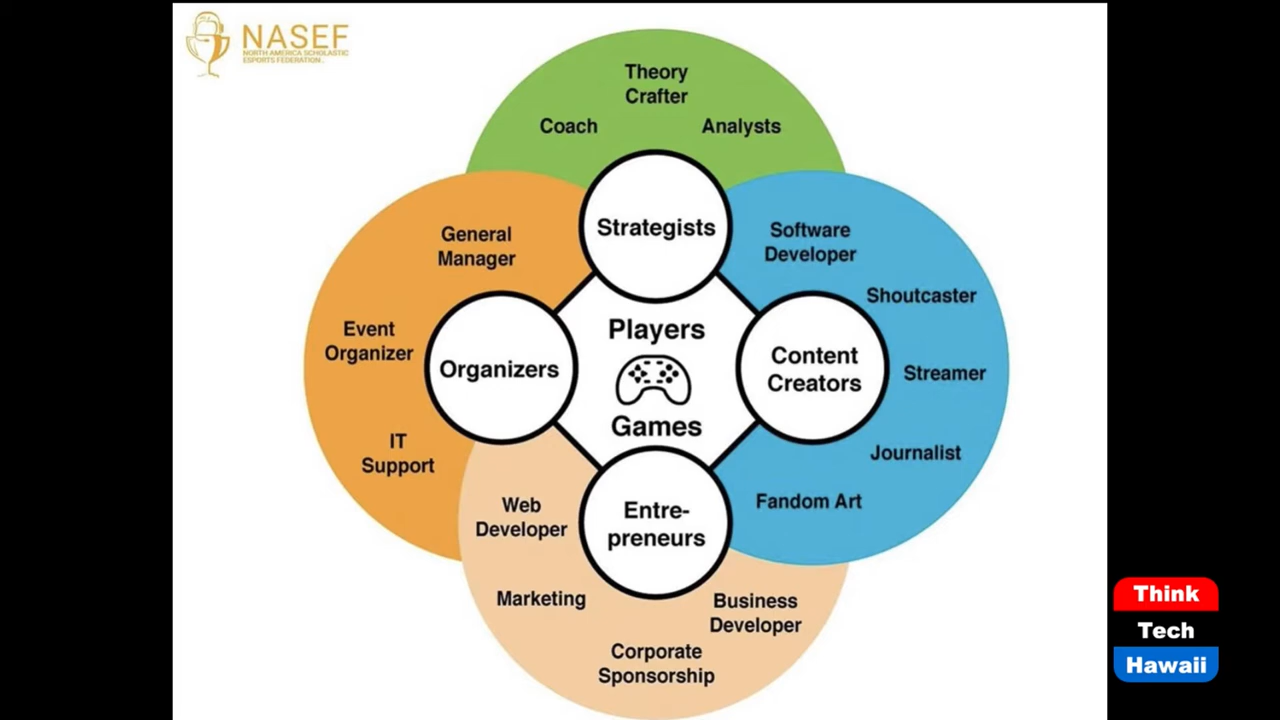 NASEF
NORTH AMERICA SCHOLASTIC
ESPORTS FEDERATION.
Theory
Crafter
Coach
Analysts
Strategists
General
Manager
Software
Developer
Shoutcaster
Event
Organizer
Organizers
Players
Games
Content
Creators
Streamer
IT
Support
Journalist
Web
Developer
Entre-
preneurs
Fandom Art
Marketing
Business
Developer
Corporate
Sponsorship
Think
Tech
Hawaii